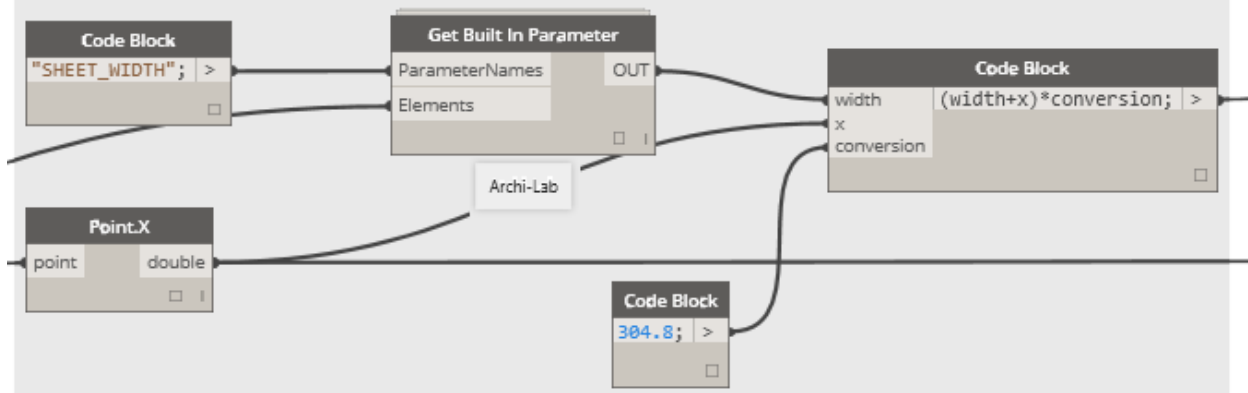 Code Block
"SHEET_WIDTH"; >
Get Built In Parameter
ParameterNames OUT
Elements
Code Block
width (width+x)*conversion; >
x
conversion
Archi-Lab
Point.X
point double
Code Block
304.8; >